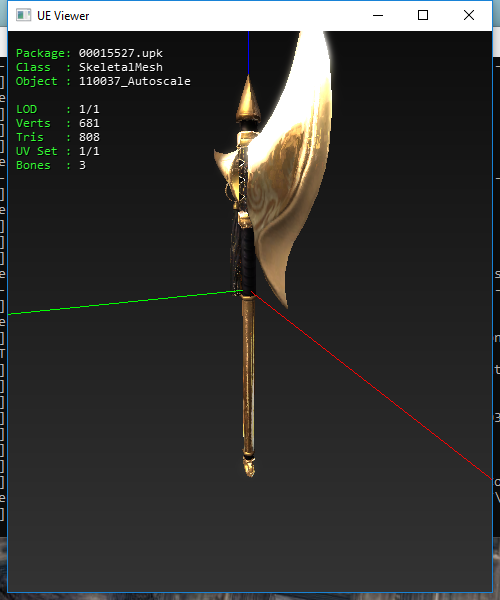 UE Viewer
Package: 00015527.upk
Class : SkeletalMesh
Object : 110037_Autoscale
LOD : 1/1
Verts : 681
Tris : 808
UV Set : 1/1
Bones : 3